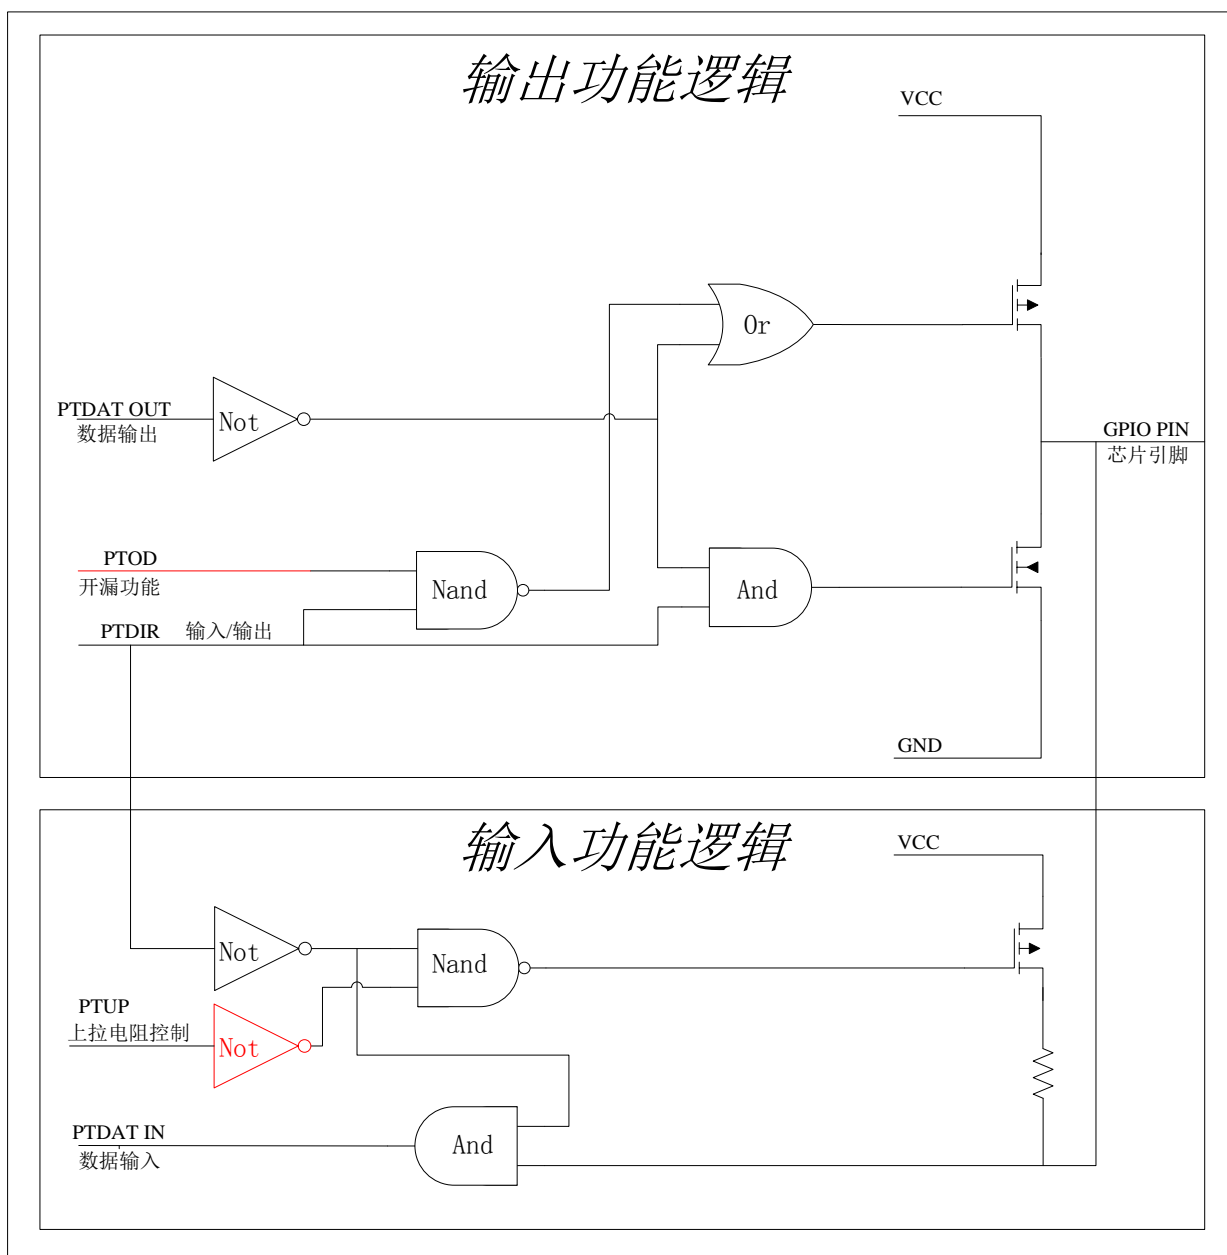 输出功能逻辑
VCC
Or
PTDAT OUT
Not
数据输出
GPIO PIN
芯片引脚
PTOD
开漏功能
Nand
And
PTDIR 输入/输出
GND
输入功能逻辑
VCC
Not
Nand
PTUP
上拉电阻控制
Not
PTDAT IN
And
数据输入